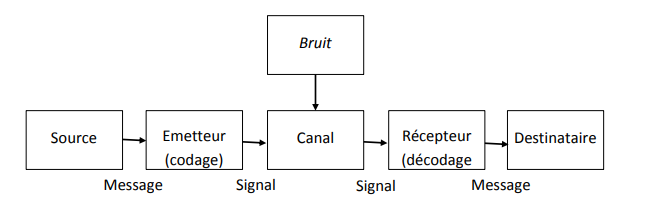 Bruit
Source
Emetteur
(codage)
Canal
Récepteur
(décodage
Destinataire
Message
Signal
Signal
Message